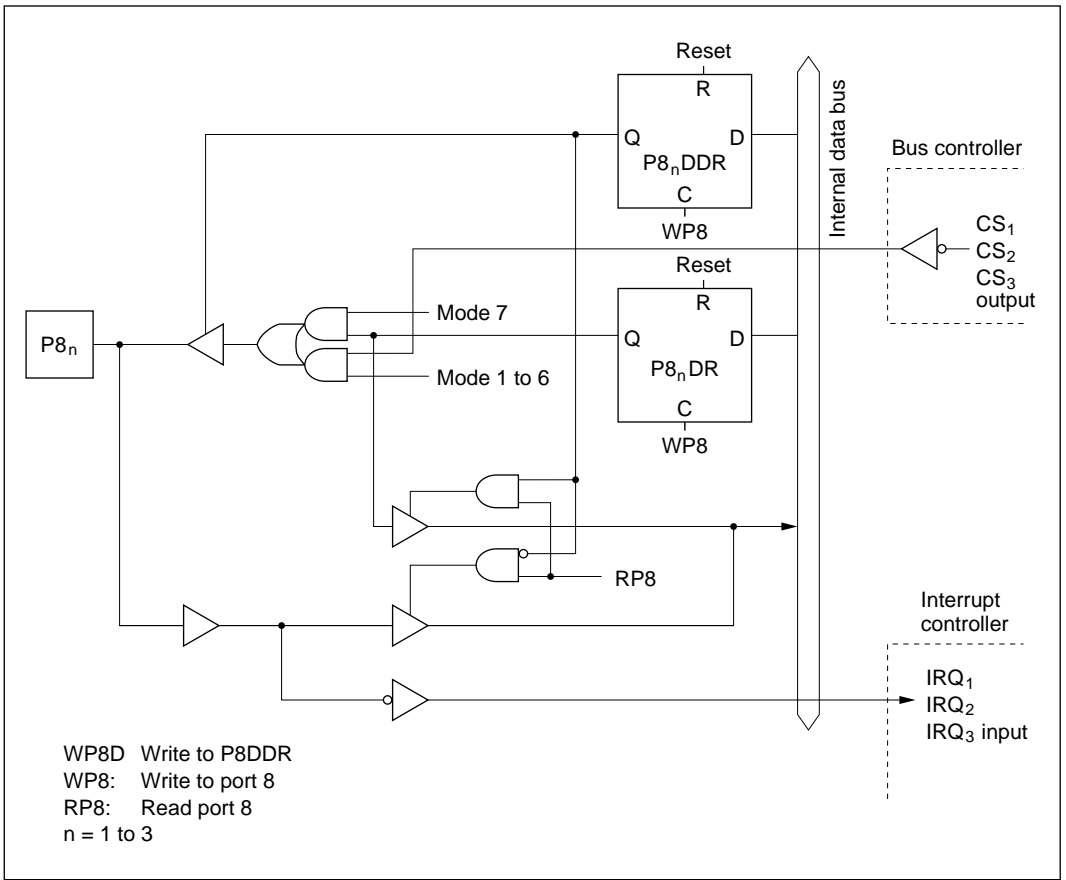 Reset
R
Q
D
P8nDDR
C
WP8
Internal data bus
Bus controller
CS1
CS2
CS3
output
Reset
R
Q
D
P8nDR
C
WP8
Mode 7
Mode 1 to 6
P8n
RP8
Interrupt
controller
IRQ1
IRQ2
IRQ3 input
WP8D Write to P8DDR
WP8: Write to port 8
RP8: Read port 8
n = 1 to 3